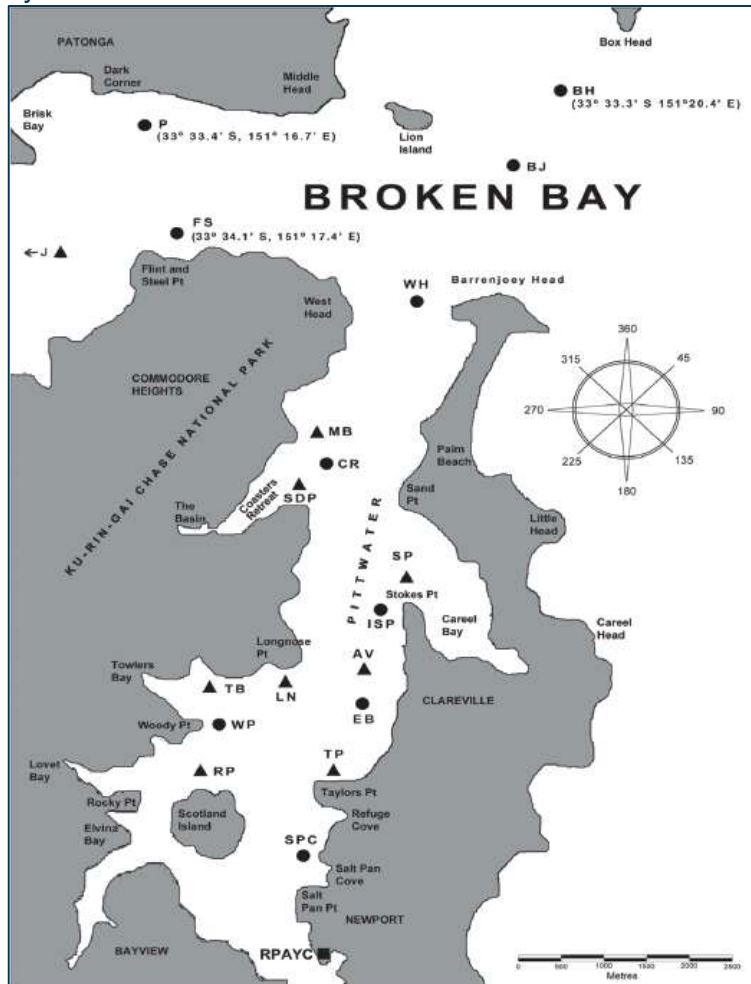 PATONGA
Box Head
Dark
Corner
Middle
Head
BH
(33° 33.3' S 151°20.4' E)
Brisk
Bay
P
(33° 33.4' S, 151° 16.7' E)
Lion
Island
BJ
BROKEN BAY
FS
(33° 34.1' S, 151° 17.4' E)
←J
Flint and
Steel Pt
WH
Barrenjoey Head
West
Head
360
315
45
270
90
225
135
180
COMMODORE
HEIGHTS
KU-RIN-GAI CHASE NATIONAL PARK
MB
CR
Palm
Beach
SDP
Coasters
Retreat
Sand
Pt
The
Basin
Little
Head
PITTWATER
SP
Stokes Pt
ISP
Careel
Bay
Careel
Head
Longnose
Pt
AV
Towlers
Bay
TB
LN
CLAREVILLE
EB
Woody Pt
WP
Lovet
Bay
RP
TP
Taylors Pt
Rocky Pt
Scotland
Island
Refuge
Cove
Elvina
Bay
SPC
Salt Pan
Cove
Salt
Pan Pt
NEWPORT
BAYVIEW
RPAYC
0 500 1000 1500 2000 2500
Metres